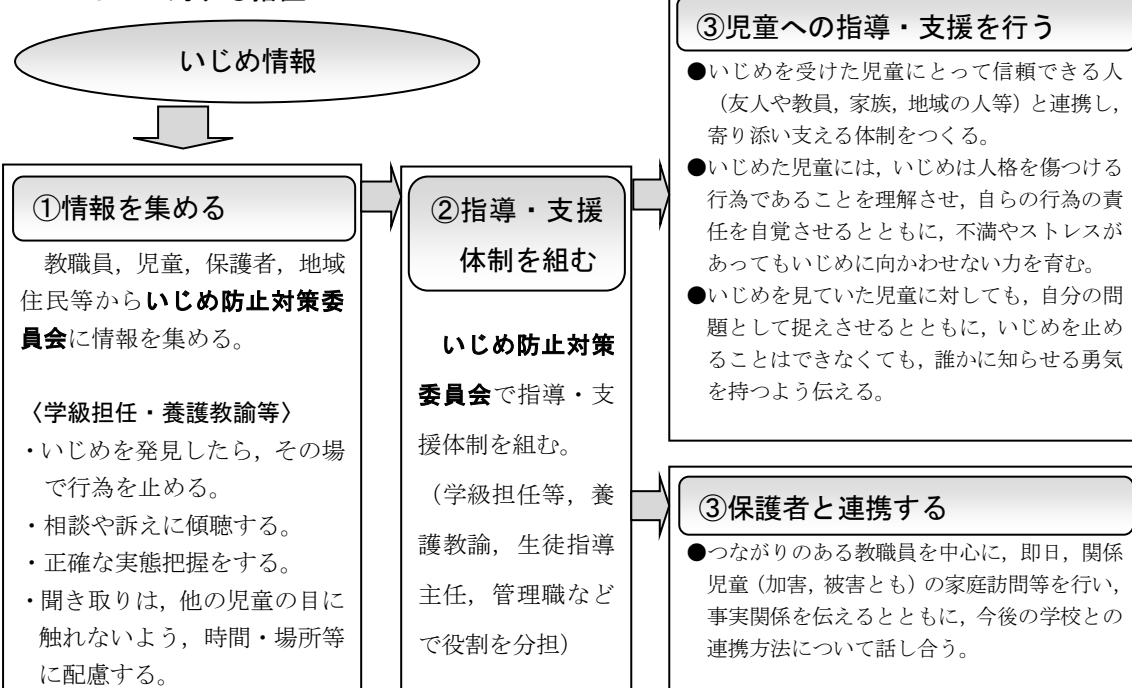 いじめ情報
①情報を集める
教職員，児童，保護者，地域
住民等からいじめ防止対策委
員会に情報を集める。
〈学級担任・養護教諭等〉
・いじめを発見したら，その場
で行為を止める。
・相談や訴えに傾聴する。
・正確な実態把握をする。
・聞き取りは，他の児童の目に
触れないよう，時間・場所等
に配慮する。
②指導・支援
体制を組む
いじめ防止対策
委員会で指導・支
援体制を組む。
（学級担任等，養
護教諭，生徒指導
主任，管理職など
で役割を分担）
③児童への指導・支援を行う
●いじめを受けた児童にとって信頼できる人
（友人や教員，家族，地域の人等）と連携し，
寄り添い支える体制をつくる。
●いじめた児童には，いじめは人格を傷つける
行為であることを理解させ，自らの行為の責
任を自覚させるとともに，不満やストレスが
あってもいじめに向かわせない力を育む。
●いじめを見ていた児童に対しても，自分の問
題として捉えさせるとともに，いじめを止め
ることはできなくても，誰かに知らせる勇気
を持つよう伝える。
③保護者と連携する
●つながりのある教職員を中心に，即日，関係
児童（加害，被害とも）の家庭訪問等を行い，
事実関係を伝えるとともに，今後の学校との
連携方法について話し合う。